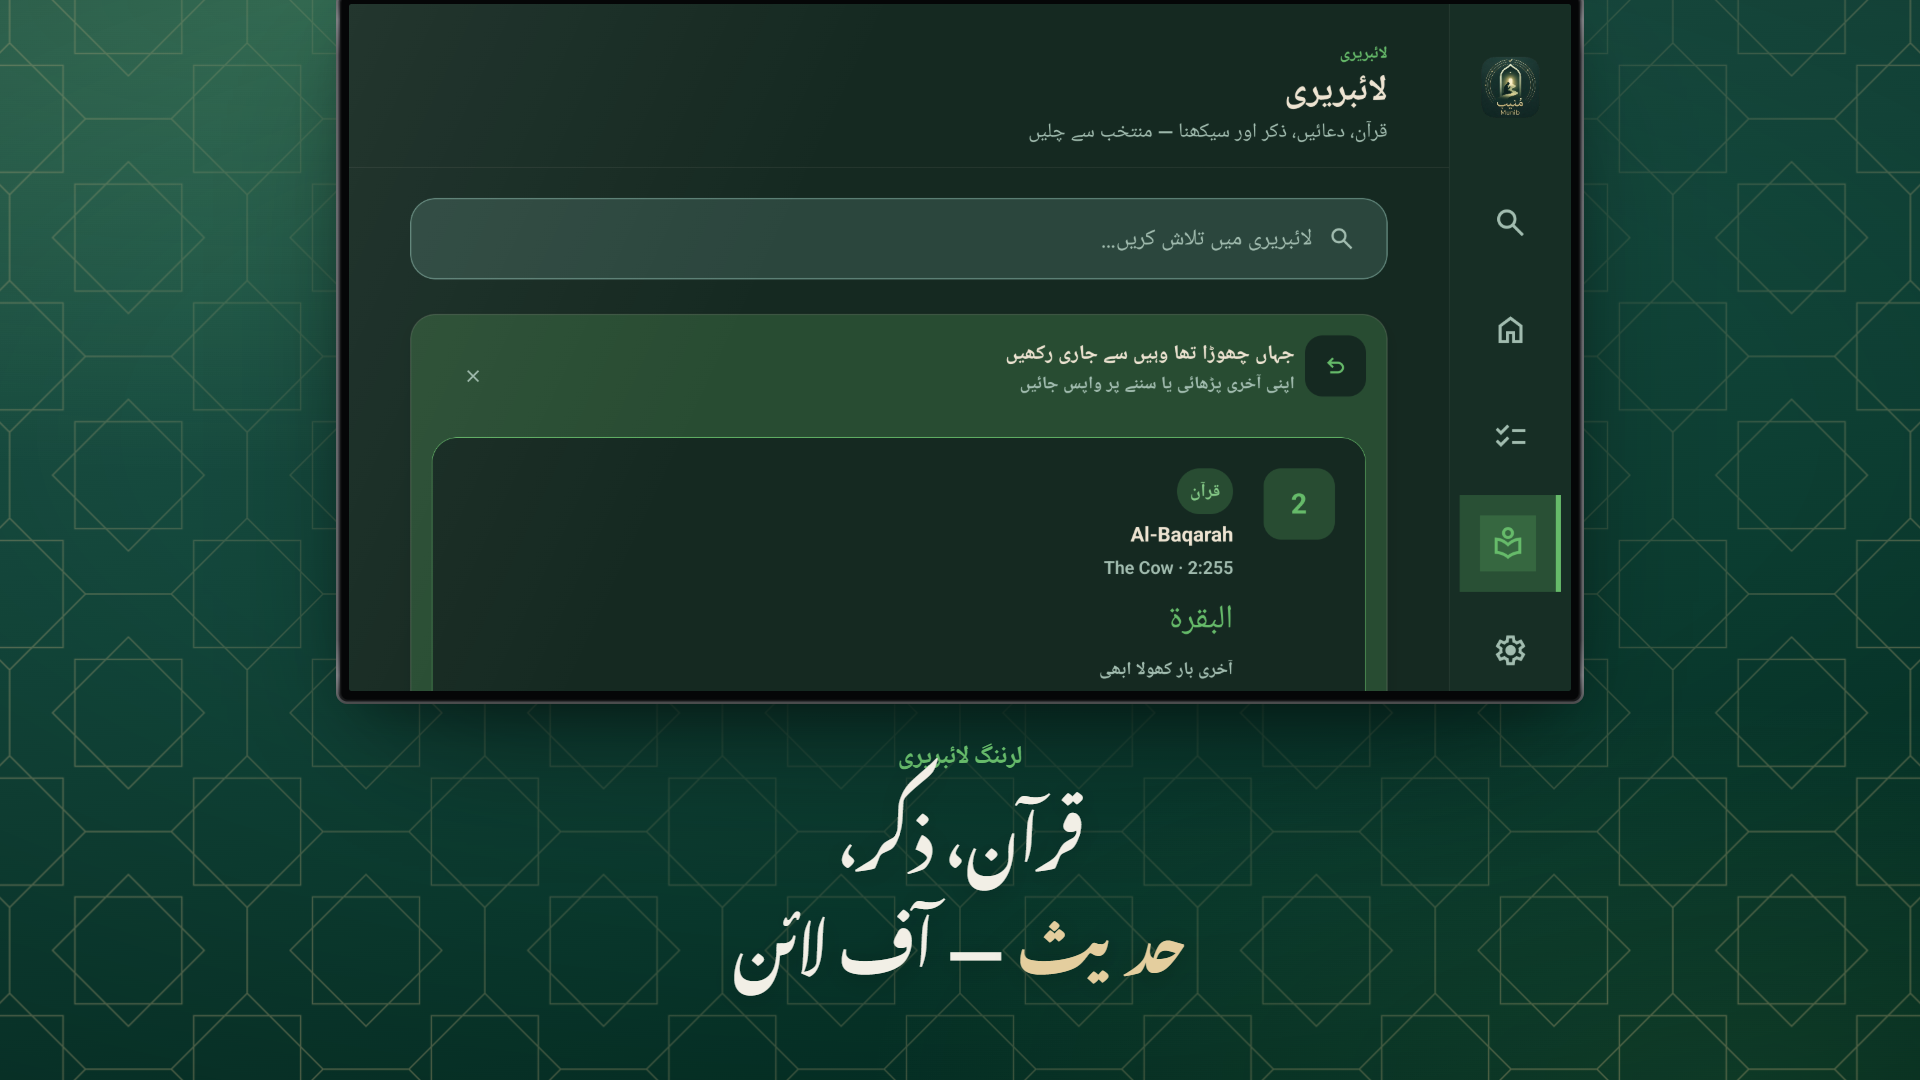 لائبریری
لائبریری
قرآن، دعائیں، ذکر اور سیکھنا — منتخب سے چلیں
مُنیب
Munib
لائبریری میں تلاش کریں...
جہاں چھوڑا تھا وہیں سے جاری رکھیں
اپنی آخری پڑھائی یا سننے پر واپس جائیں
2
قرآن
Al-Baqarah
The Cow · 2:255
البقرة
آخری بار کھولا ابھی
لرننگ لائبریری
قرآن، ذکر،
حدیث — آف لائن